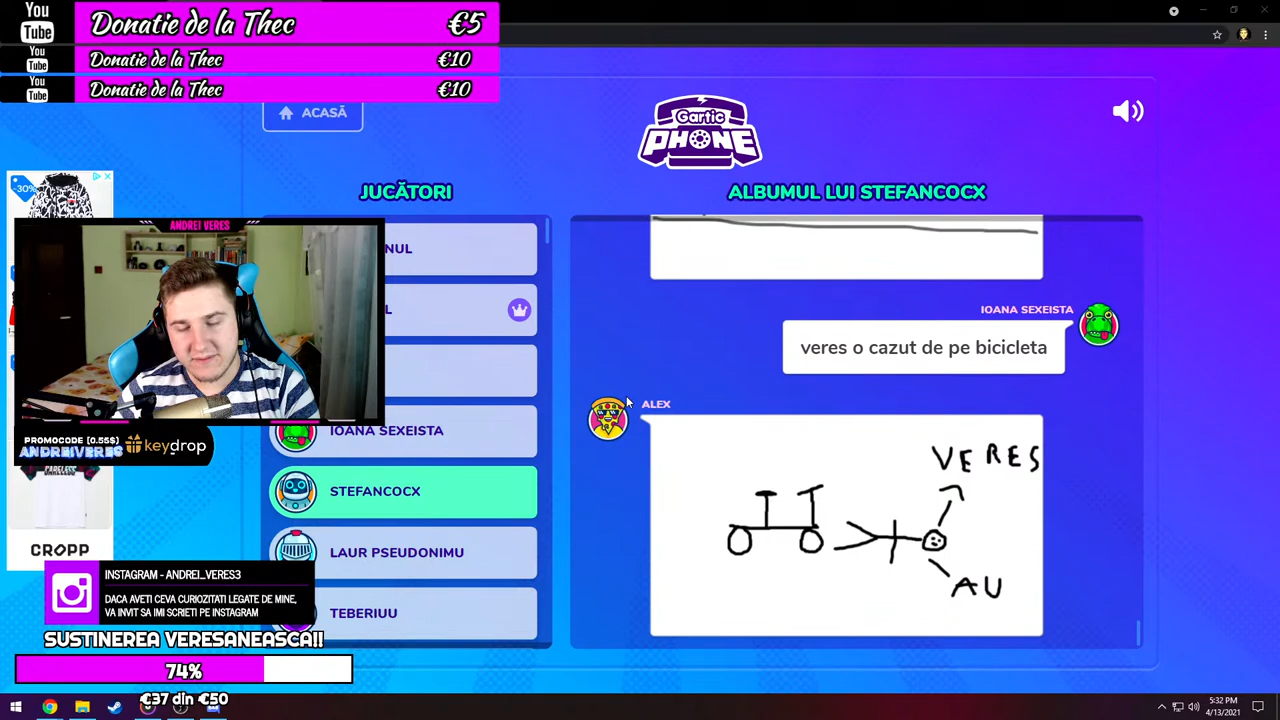 You
Tube
Donatie de la Thec
€5
You
Tube
Donatie de la Thec
€10
You
Tube
Donatie de la Thec
€10
ACASĂ
Gartic
PHONE
JUCĂTORI
ALBUMUL LUI STEFANCOCX
-30%
ANDREI VERES
NUL
L
IOANA SEXEISTA
veres o cazut de pe bicicleta
ALEX
VERES
AU
IOANA SEXEISTA
STEFANCOCX
LAUR PSEUDONIMU
TEBERIUU
PROMOCODE [0.55$]
ANDREIVERES
keydrop
CARELESS
CROPP
INSTAGRAM - ANDREI_VERES3
DACA AVETI CEVA CURIOZITATI LEGATE DE MINE,
VA INVIT SA IMI SCRIETI PE INSTAGRAM
SUSTINEREA VERESANEASCA!!
74%
€37 din €50
5:32 PM
4/13/2021